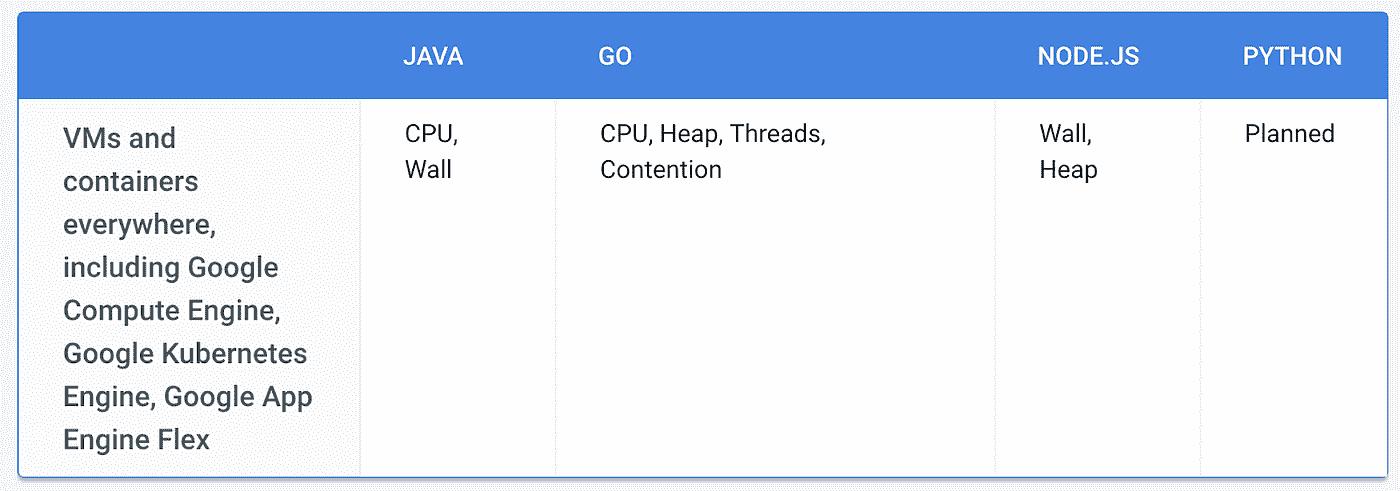 JAVA GO NODE.JS PYTHON
VMs and
containers
everywhere,
including Google
Compute Engine,
Google Kubernetes
Engine, Google App
Engine Flex
CPU,
Wall
CPU, Heap, Threads,
Contention
Wall,
Heap
Planned